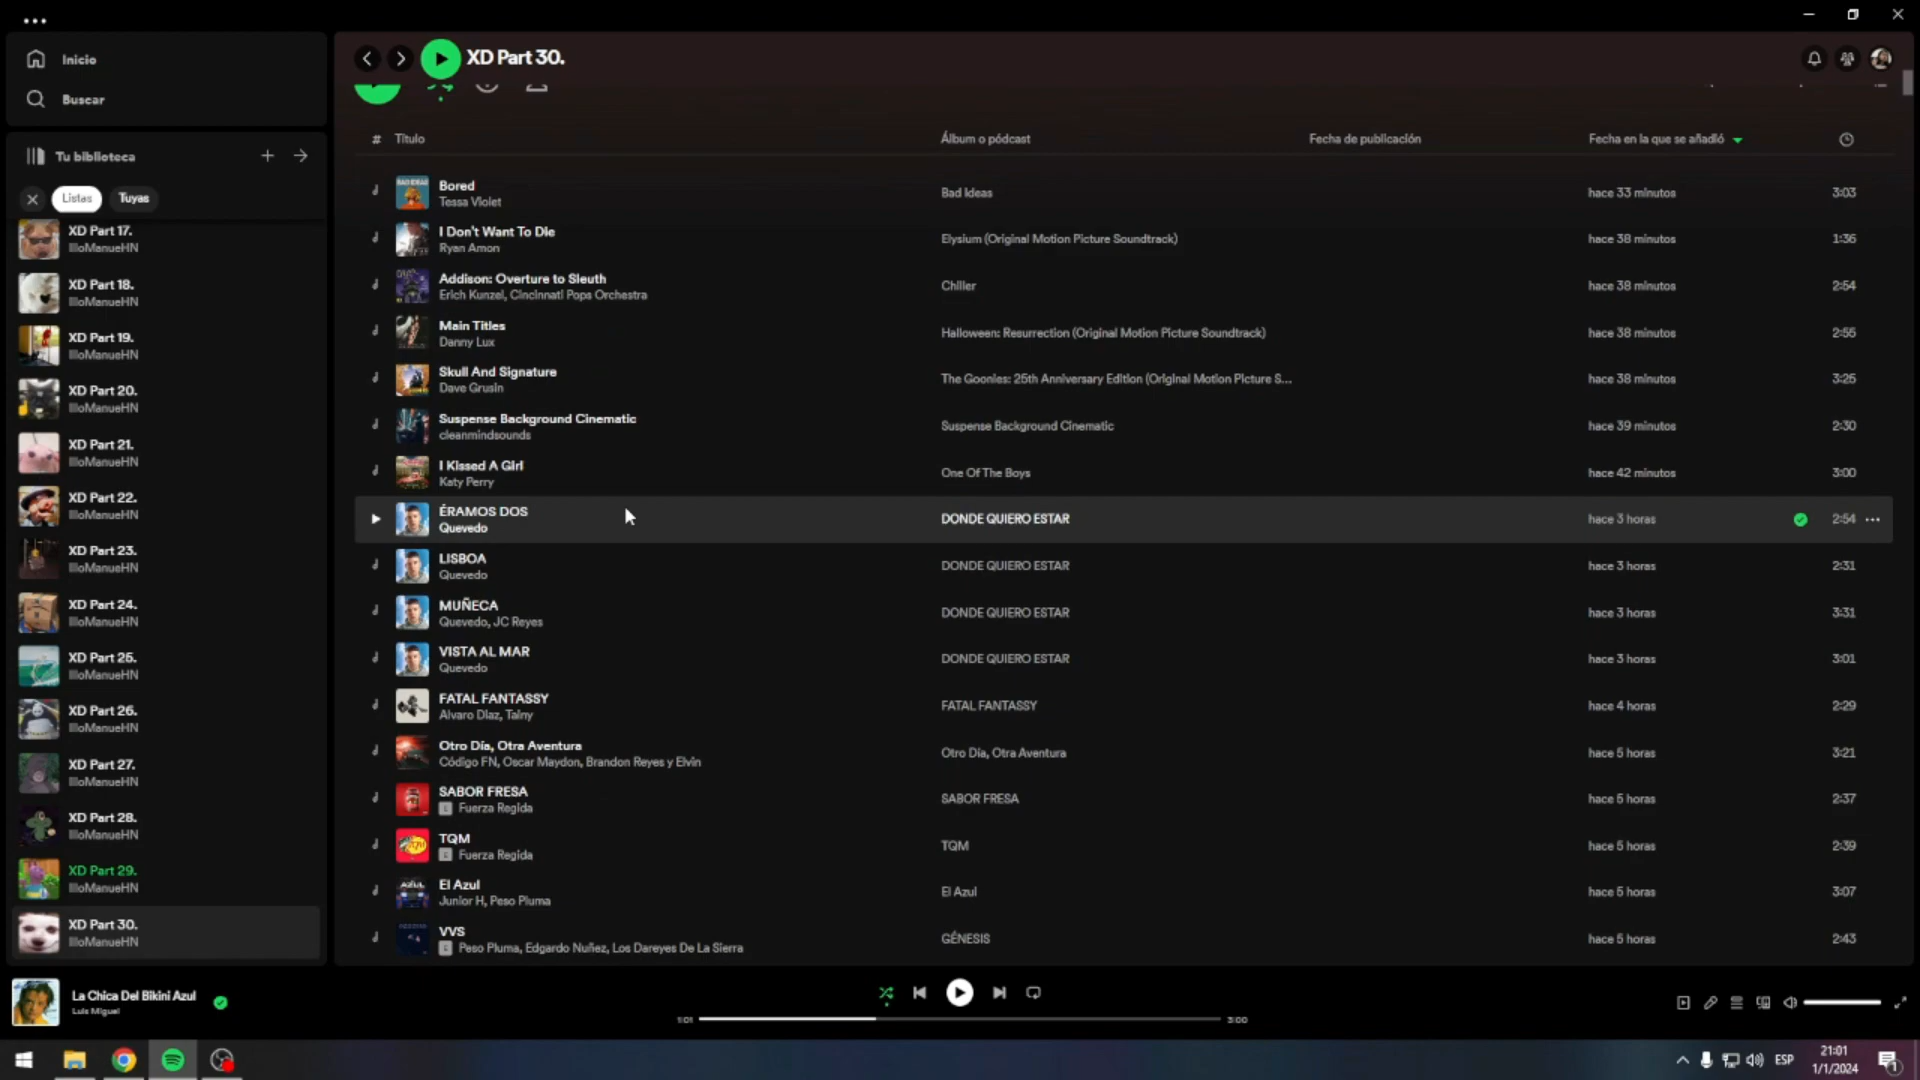 Inicio
Buscar
Tu biblioteca
Listas
Tuyas
XD Part 17.
IlloManueHN
XD Part 18.
IlloManueHN
XD Part 19.
IlloManueHN
XD Part 20.
IlloManueHN
XD Part 21.
IlloManueHN
XD Part 22.
IlloManueHN
XD Part 23.
IlloManueHN
XD Part 24.
IlloManueHN
XD Part 25.
IlloManueHN
XD Part 26.
IlloManueHN
XD Part 27.
IlloManueHN
XD Part 28.
IlloManueHN
XD Part 29.
IlloManueHN
XD Part 30.
IlloManueHN
XD Part 30.
# Título Álbum o pódcast Fecha de publicación Fecha en la que se añadió
Bored
Tessa Violet
Bad Ideas hace 33 minutos 3:03
I Don't Want To Die
Ryan Amon
Elysium (Original Motion Picture Soundtrack) hace 38 minutos 1:36
Addison: Overture to Sleuth
Erich Kunzel, Cincinnati Pops Orchestra
Chiller hace 38 minutos 2:54
Main Titles
Danny Lux
Halloween: Resurrection (Original Motion Picture Soundtrack) hace 38 minutos 2:55
Skull And Signature
Dave Grusin
The Goonies: 25th Anniversary Edition (Original Motion Picture S... hace 38 minutos 3:25
Suspense Background Cinematic
cleanmindsounds
Suspense Background Cinematic hace 39 minutos 2:30
I Kissed A Girl
Katy Perry
One Of The Boys hace 42 minutos 3:00
ÉRAMOS DOS
Quevedo
DONDE QUIERO ESTAR hace 3 horas 2:54
LISBOA
Quevedo
DONDE QUIERO ESTAR hace 3 horas 2:31
MUÑECA
Quevedo, JC Reyes
DONDE QUIERO ESTAR hace 3 horas 3:31
VISTA AL MAR
Quevedo
DONDE QUIERO ESTAR hace 3 horas 3:01
FATAL FANTASSY
Alvaro Diaz, Tainy
FATAL FANTASSY hace 4 horas 2:29
Otro Día, Otra Aventura
Código FN, Oscar Maydon, Brandon Reyes y Elvin
Otro Día, Otra Aventura hace 5 horas 3:21
SABOR FRESA
E Fuerza Regida
SABOR FRESA hace 5 horas 2:37
TQM
E Fuerza Regida
TQM hace 5 horas 2:39
El Azul
Junior H, Peso Pluma
El Azul hace 5 horas 3:07
VVS
E Peso Pluma, Edgardo Nuñez, Los Dareyes De La Sierra
GÉNESIS hace 5 horas 2:43
La Chica Del Bikini Azul
Luis Miguel
1:01 3:00
ESP
21:01
1/1/2024
1